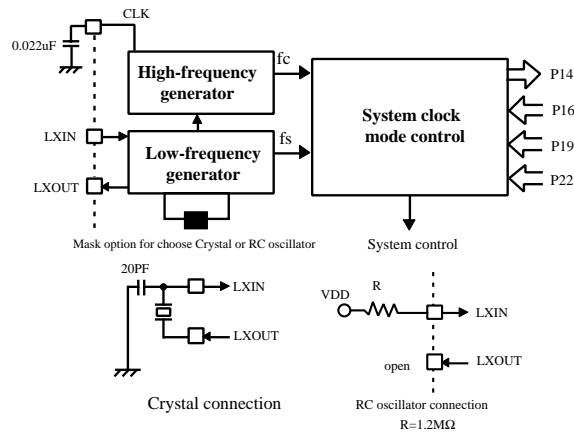 CLK
0.022uF
High-frequency
generator
fc
P14
P16
System clock
mode control
LXIN
fs
P19
Low-frequency
generator
LXOUT
P22
Mask option for choose Crystal or RC oscillator
System control
20PF
LXIN
R
VDD
LXIN
LXOUT
open
LXOUT
Crystal connection
RC oscillator connection
R=1.2MΩ